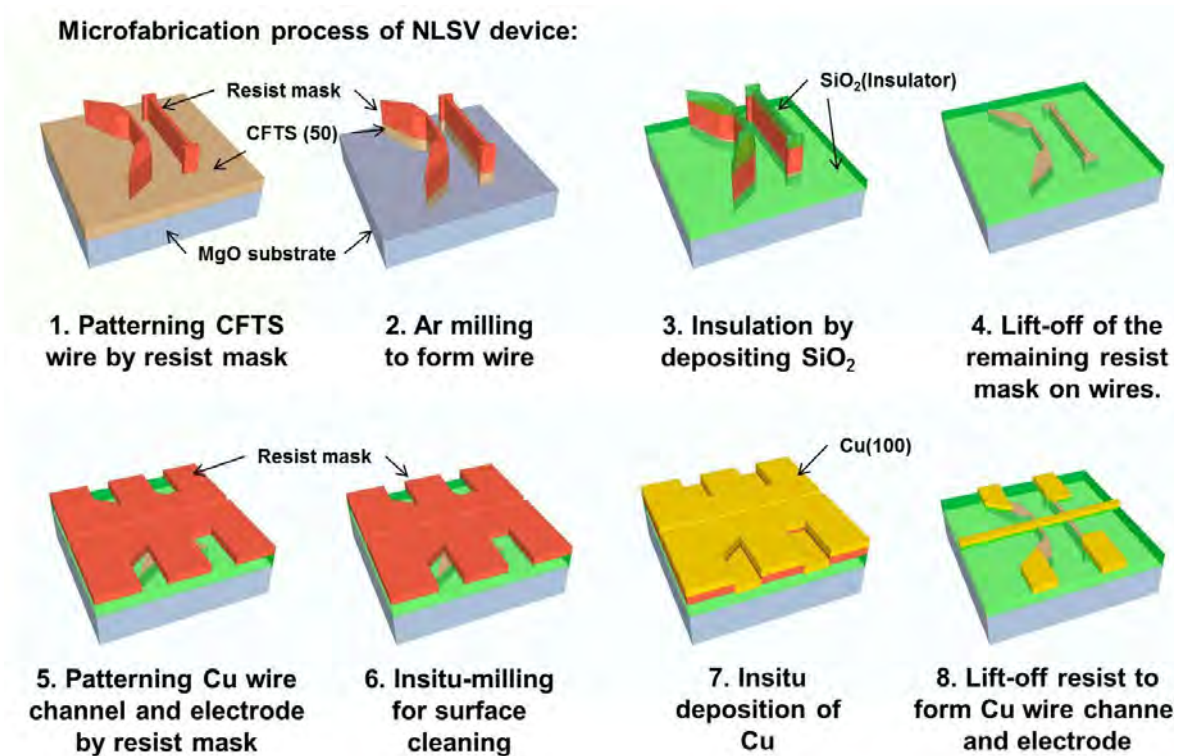 Microfabrication process of NLSV device:
Resist mask
CFTS (50)
MgO substrate
SiO₂(Insulator)
1. Patterning CFTS
wire by resist mask
2. Ar milling
to form wire
3. Insulation by
depositing SiO₂
4. Lift-off of the
remaining resist
mask on wires.
Resist mask
Cu(100)
5. Patterning Cu wire
channel and electrode
by resist mask
6. Insitu-milling
for surface
cleaning
7. Insitu
deposition of
Cu
8. Lift-off resist to
form Cu wire channe
and electrode